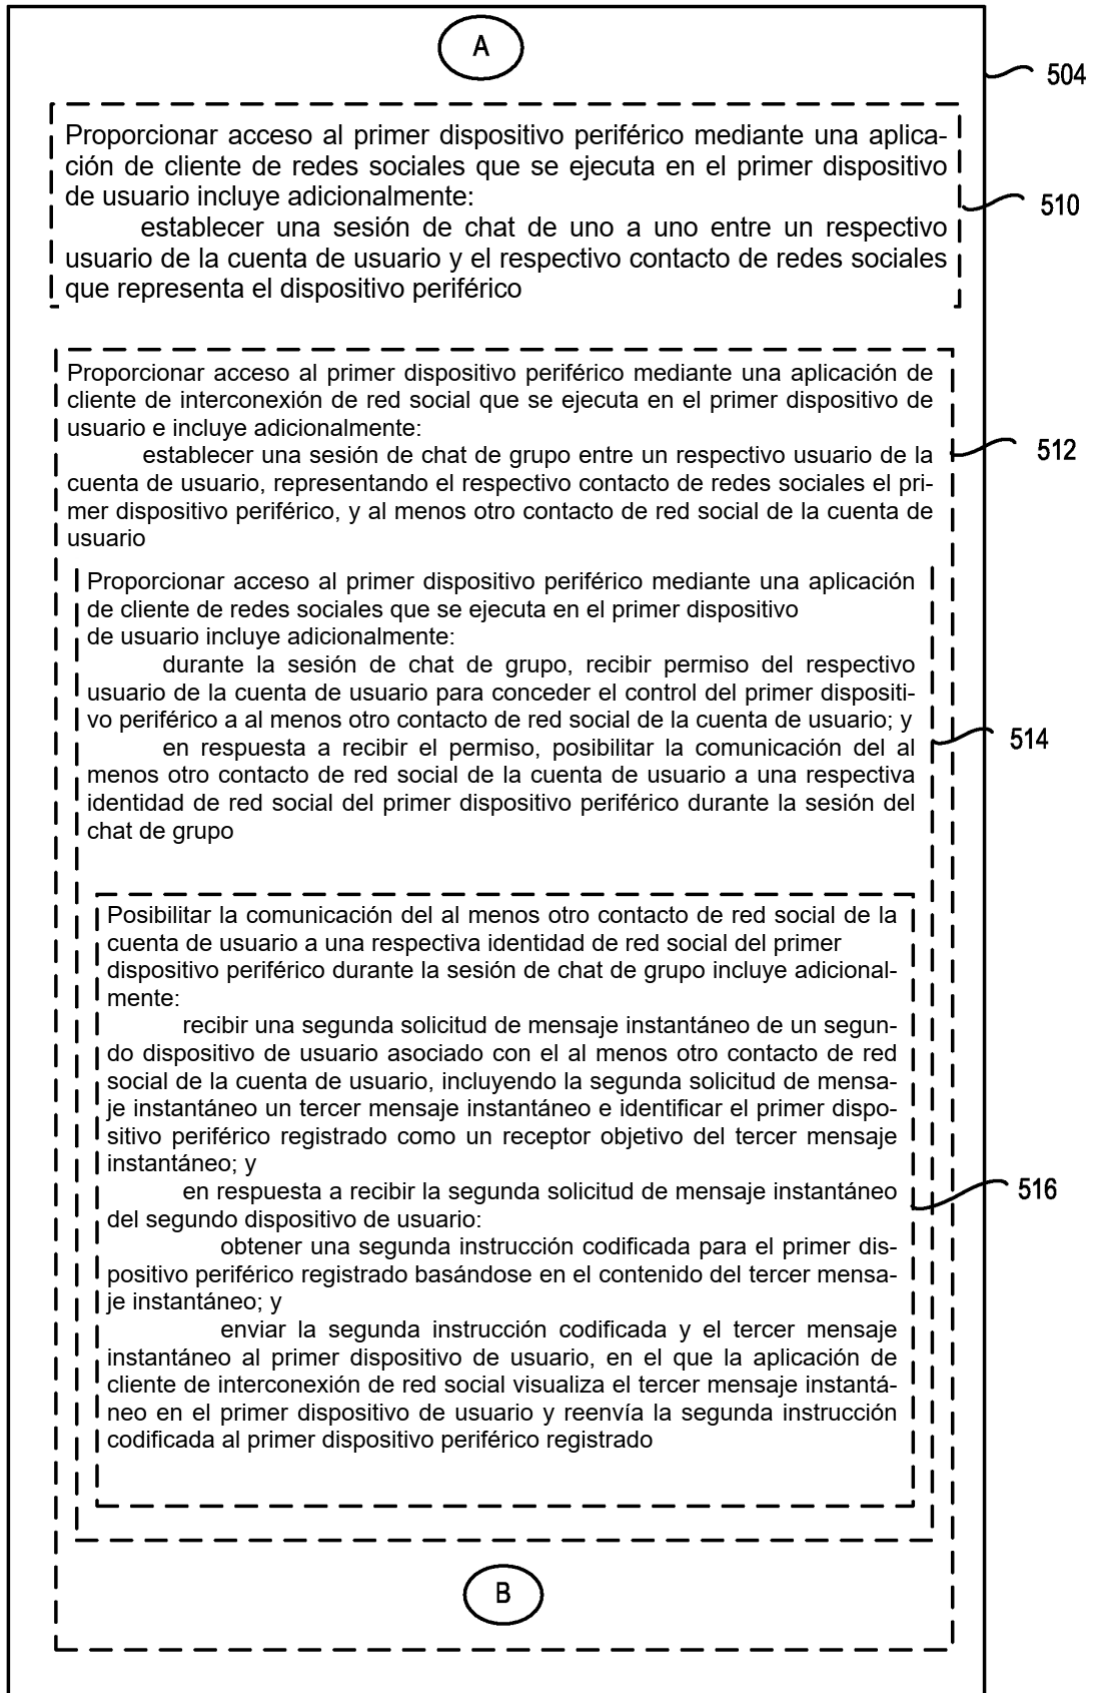 A
504
Proporcionar acceso al primer dispositivo periférico mediante una aplica-
ción de cliente de redes sociales que se ejecuta en el primer dispositivo
de usuario incluye adicionalmente:
establecer una sesión de chat de uno a uno entre un respectivo
usuario de la cuenta de usuario y el respectivo contacto de redes sociales
que representa el dispositivo periférico
510
Proporcionar acceso al primer dispositivo periférico mediante una aplicación de
cliente de interconexión de red social que se ejecuta en el primer dispositivo de
usuario e incluye adicionalmente:
establecer una sesión de chat de grupo entre un respectivo usuario de la
cuenta de usuario, representando el respectivo contacto de redes sociales el pri-
mer dispositivo periférico, y al menos otro contacto de red social de la cuenta de
usuario
512
Proporcionar acceso al primer dispositivo periférico mediante una aplicación
de cliente de redes sociales que se ejecuta en el primer dispositivo
de usuario incluye adicionalmente:
durante la sesión de chat de grupo, recibir permiso del respectivo
usuario de la cuenta de usuario para conceder el control del primer dispositi-
vo periférico a al menos otro contacto de red social de la cuenta de usuario; y
en respuesta a recibir el permiso, posibilitar la comunicación del al
menos otro contacto de red social de la cuenta de usuario a una respectiva
identidad de red social del primer dispositivo periférico durante la sesión del
chat de grupo
514
Posibilitar la comunicación del al menos otro contacto de red social de la
cuenta de usuario a una respectiva identidad de red social del primer
dispositivo periférico durante la sesión de chat de grupo incluye adicional-
mente:
recibir una segunda solicitud de mensaje instantáneo de un segun-
do dispositivo de usuario asociado con el al menos otro contacto de red
social de la cuenta de usuario, incluyendo la segunda solicitud de mensa-
je instantáneo un tercer mensaje instantáneo e identificar el primer dispo-
sitivo periférico registrado como un receptor objetivo del tercer mensaje
instantáneo; y
en respuesta a recibir la segunda solicitud de mensaje instantáneo
del segundo dispositivo de usuario:
obtener una segunda instrucción codificada para el primer dis-
positivo periférico registrado basándose en el contenido del tercer mensa-
je instantáneo; y
enviar la segunda instrucción codificada y el tercer mensaje
instantáneo al primer dispositivo de usuario, en el que la aplicación de
cliente de interconexión de red social visualiza el tercer mensaje instantá-
neo en el primer dispositivo de usuario y reenvía la segunda instrucción
codificada al primer dispositivo periférico registrado
516
B